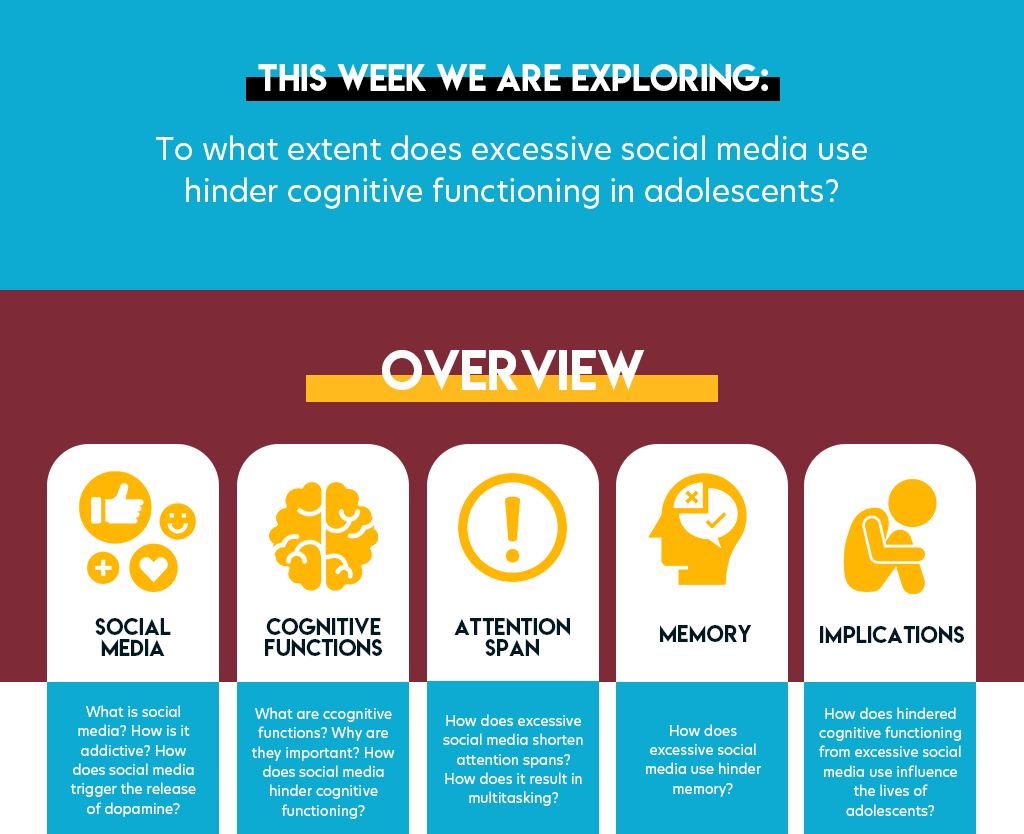 THIS WEEK WE ARE EXPLORING:
To what extent does excessive social media use
hinder cognitive functioning in adolescents?
OVERVIEW
SOCIAL
MEDIA
What is social
media? How is it
addictive? How
does social media
trigger the release
of dopamine?
COGNITIVE
FUNCTIONS
What are ccognitive
functions? Why are
they important? How
does social media
hinder cognitive
functioning?
ATTENTION
SPAN
How does excessive
social media shorten
attention spans?
How does it result in
multitasking?
MEMORY
How does
excessive social
media use hinder
memory?
IMPLICATIONS
How does hindered
cognitive functioning
from excessive social
media use influence
the lives of
adolescents?